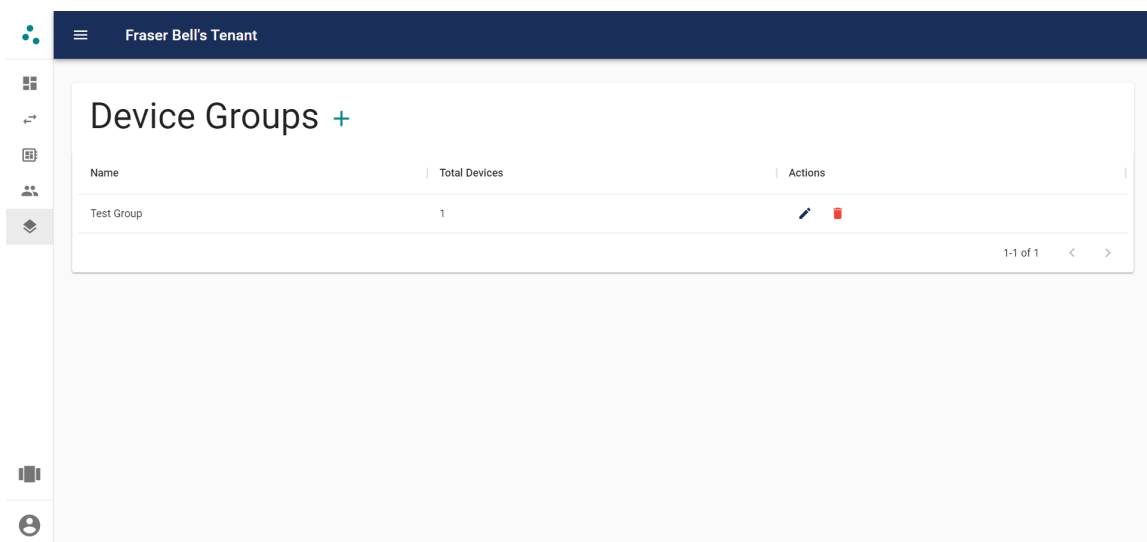 Fraser Bell's Tenant
Device Groups +
Name Total Devices Actions
Test Group 1
1-1 of 1